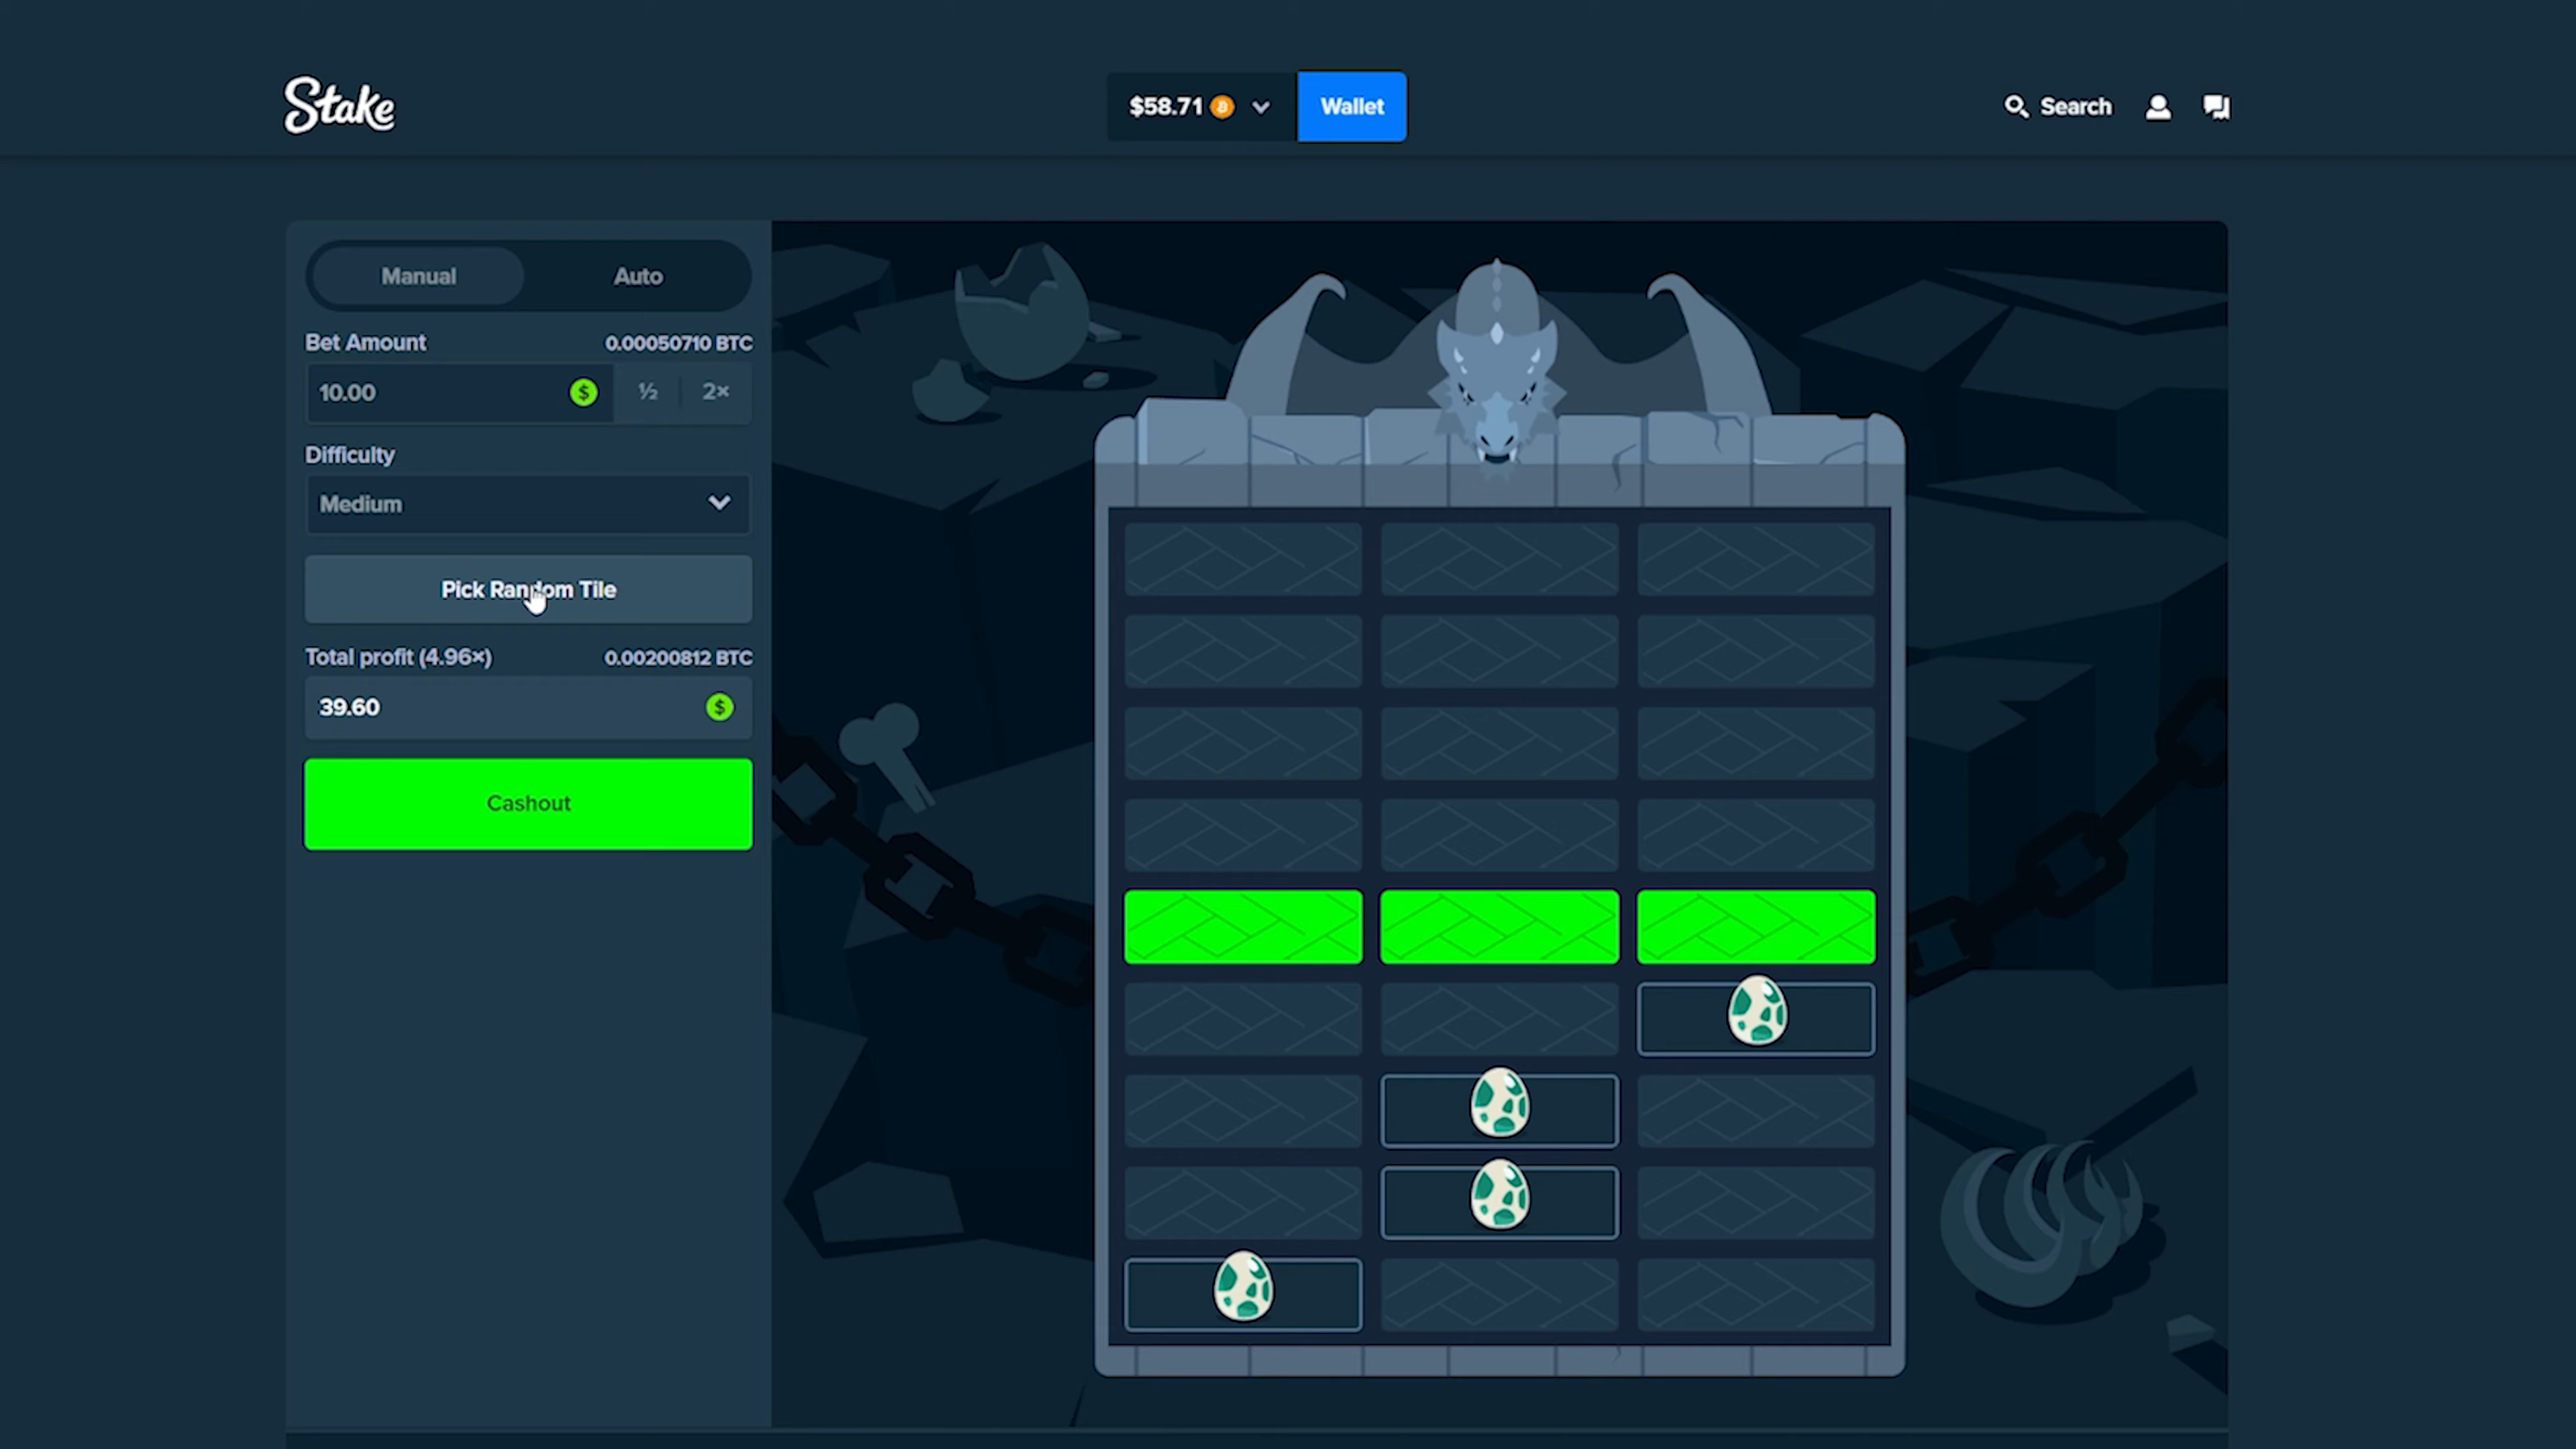 Stake
$58.71
Wallet
Search
Manual
Auto
Bet Amount
0.00050710 BTC
10.00
$
½
2×
Difficulty
Medium
Pick Random Tile
Total profit (4.96×)
0.00200812 BTC
39.60
$
Cashout